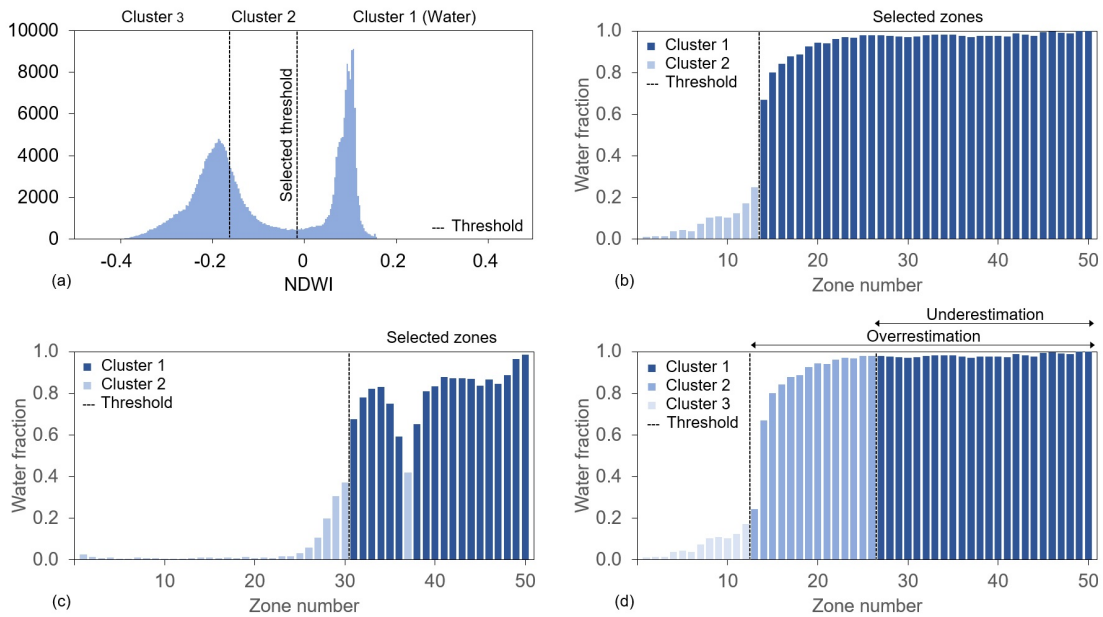 Cluster 3 Cluster 2 Cluster 1 (Water)
10000
8000
6000
4000
2000
0
Selected threshold
--- Threshold
-0.4 -0.2 0 0.2 0.4
(a) NDWI
Selected zones
1.0
0.8
0.6
0.4
0.2
0.0
Water fraction
Cluster 1
Cluster 2
--- Threshold
10 20 30 40 50
(b) Zone number
Selected zones
1.0
0.8
0.6
0.4
0.2
0.0
Water fraction
Cluster 1
Cluster 2
--- Threshold
10 20 30 40 50
(c) Zone number
Underestimation
Overrestimation
1.0
0.8
0.6
0.4
0.2
0.0
Water fraction
Cluster 1
Cluster 2
Cluster 3
--- Threshold
10 20 30 40 50
(d) Zone number